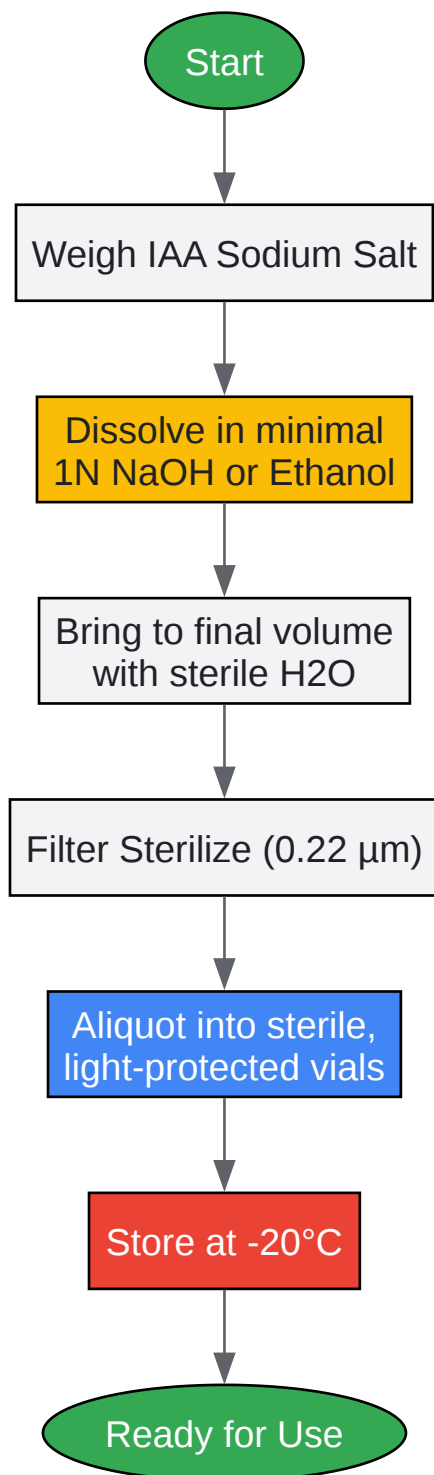 Start
Weigh IAA Sodium Salt
Dissolve in minimal
1N NaOH or Ethanol
Bring to final volume
with sterile H2O
Filter Sterilize (0.22 µm)
Aliquot into sterile,
light-protected vials
Store at -20°C
Ready for Use